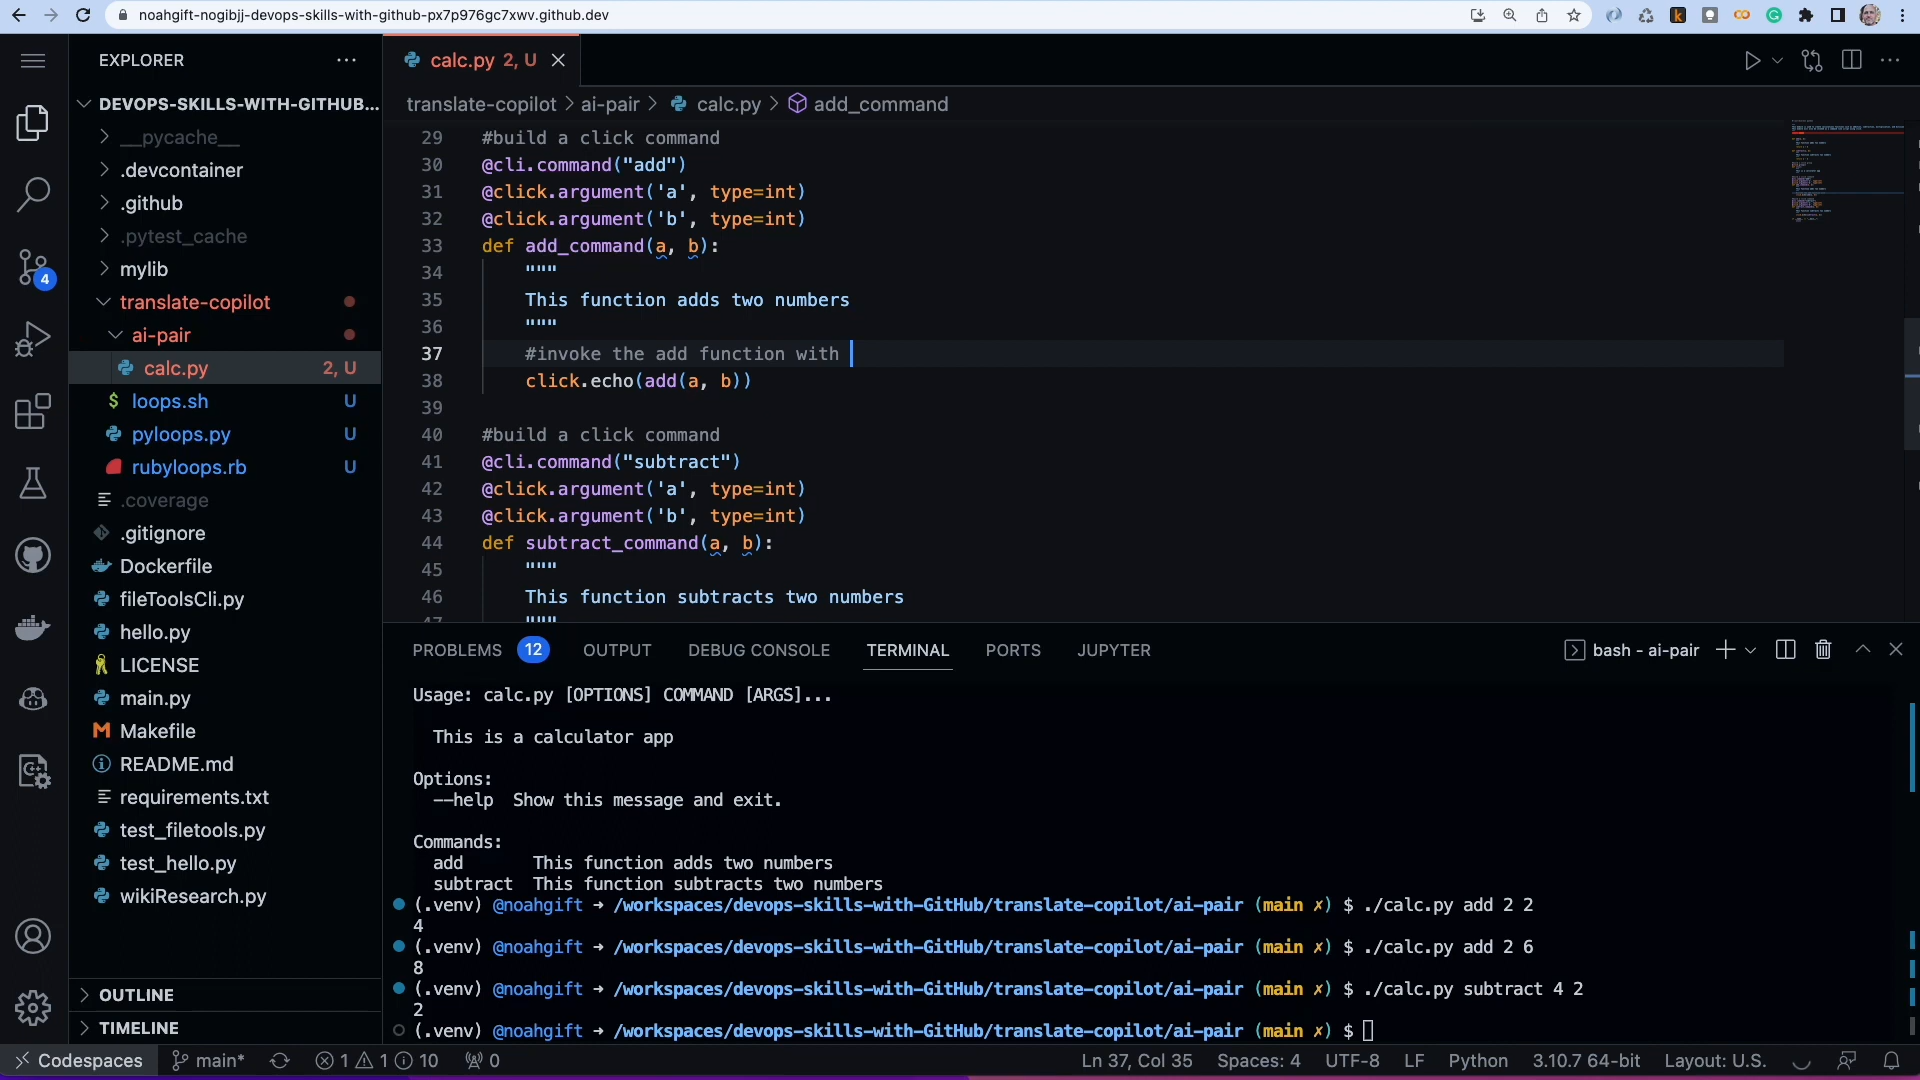 noahgift-nogibjj-devops-skills-with-github-px7p976gc7xwv.github.dev
EXPLORER
DEVOPS-SKILLS-WITH-GITHUB...
__pycache__
.devcontainer
.github
.pytest_cache
mylib
translate-copilot
ai-pair
calc.py 2, U
loops.sh U
pyloops.py U
rubyloops.rb U
.coverage
.gitignore
Dockerfile
fileToolsCli.py
hello.py
LICENSE
main.py
Makefile
README.md
requirements.txt
test_filetools.py
test_hello.py
wikiResearch.py
OUTLINE
TIMELINE
4
calc.py 2, U
translate-copilot > ai-pair > calc.py > add_command
29 #build a click command
30 @cli.command("add")
31 @click.argument('a', type=int)
32 @click.argument('b', type=int)
33 def add_command(a, b):
34 """
35 This function adds two numbers
36 """
37 #invoke the add function with
38 click.echo(add(a, b))
39
40 #build a click command
41 @cli.command("subtract")
42 @click.argument('a', type=int)
43 @click.argument('b', type=int)
44 def subtract_command(a, b):
45 """
46 This function subtracts two numbers
47 """
PROBLEMS 12 OUTPUT DEBUG CONSOLE TERMINAL PORTS JUPYTER
bash - ai-pair
Usage: calc.py [OPTIONS] COMMAND [ARGS]...
This is a calculator app
Options:
--help Show this message and exit.
Commands:
add This function adds two numbers
subtract This function subtracts two numbers
(.venv) @noahgift → /workspaces/devops-skills-with-GitHub/translate-copilot/ai-pair (main ✗) $ ./calc.py add 2 2
4
(.venv) @noahgift → /workspaces/devops-skills-with-GitHub/translate-copilot/ai-pair (main ✗) $ ./calc.py add 2 6
8
(.venv) @noahgift → /workspaces/devops-skills-with-GitHub/translate-copilot/ai-pair (main ✗) $ ./calc.py subtract 4 2
2
(.venv) @noahgift → /workspaces/devops-skills-with-GitHub/translate-copilot/ai-pair (main ✗) $
Codespaces main* 1 1 10 0 Ln 37, Col 35 Spaces: 4 UTF-8 LF Python 3.10.7 64-bit Layout: U.S.